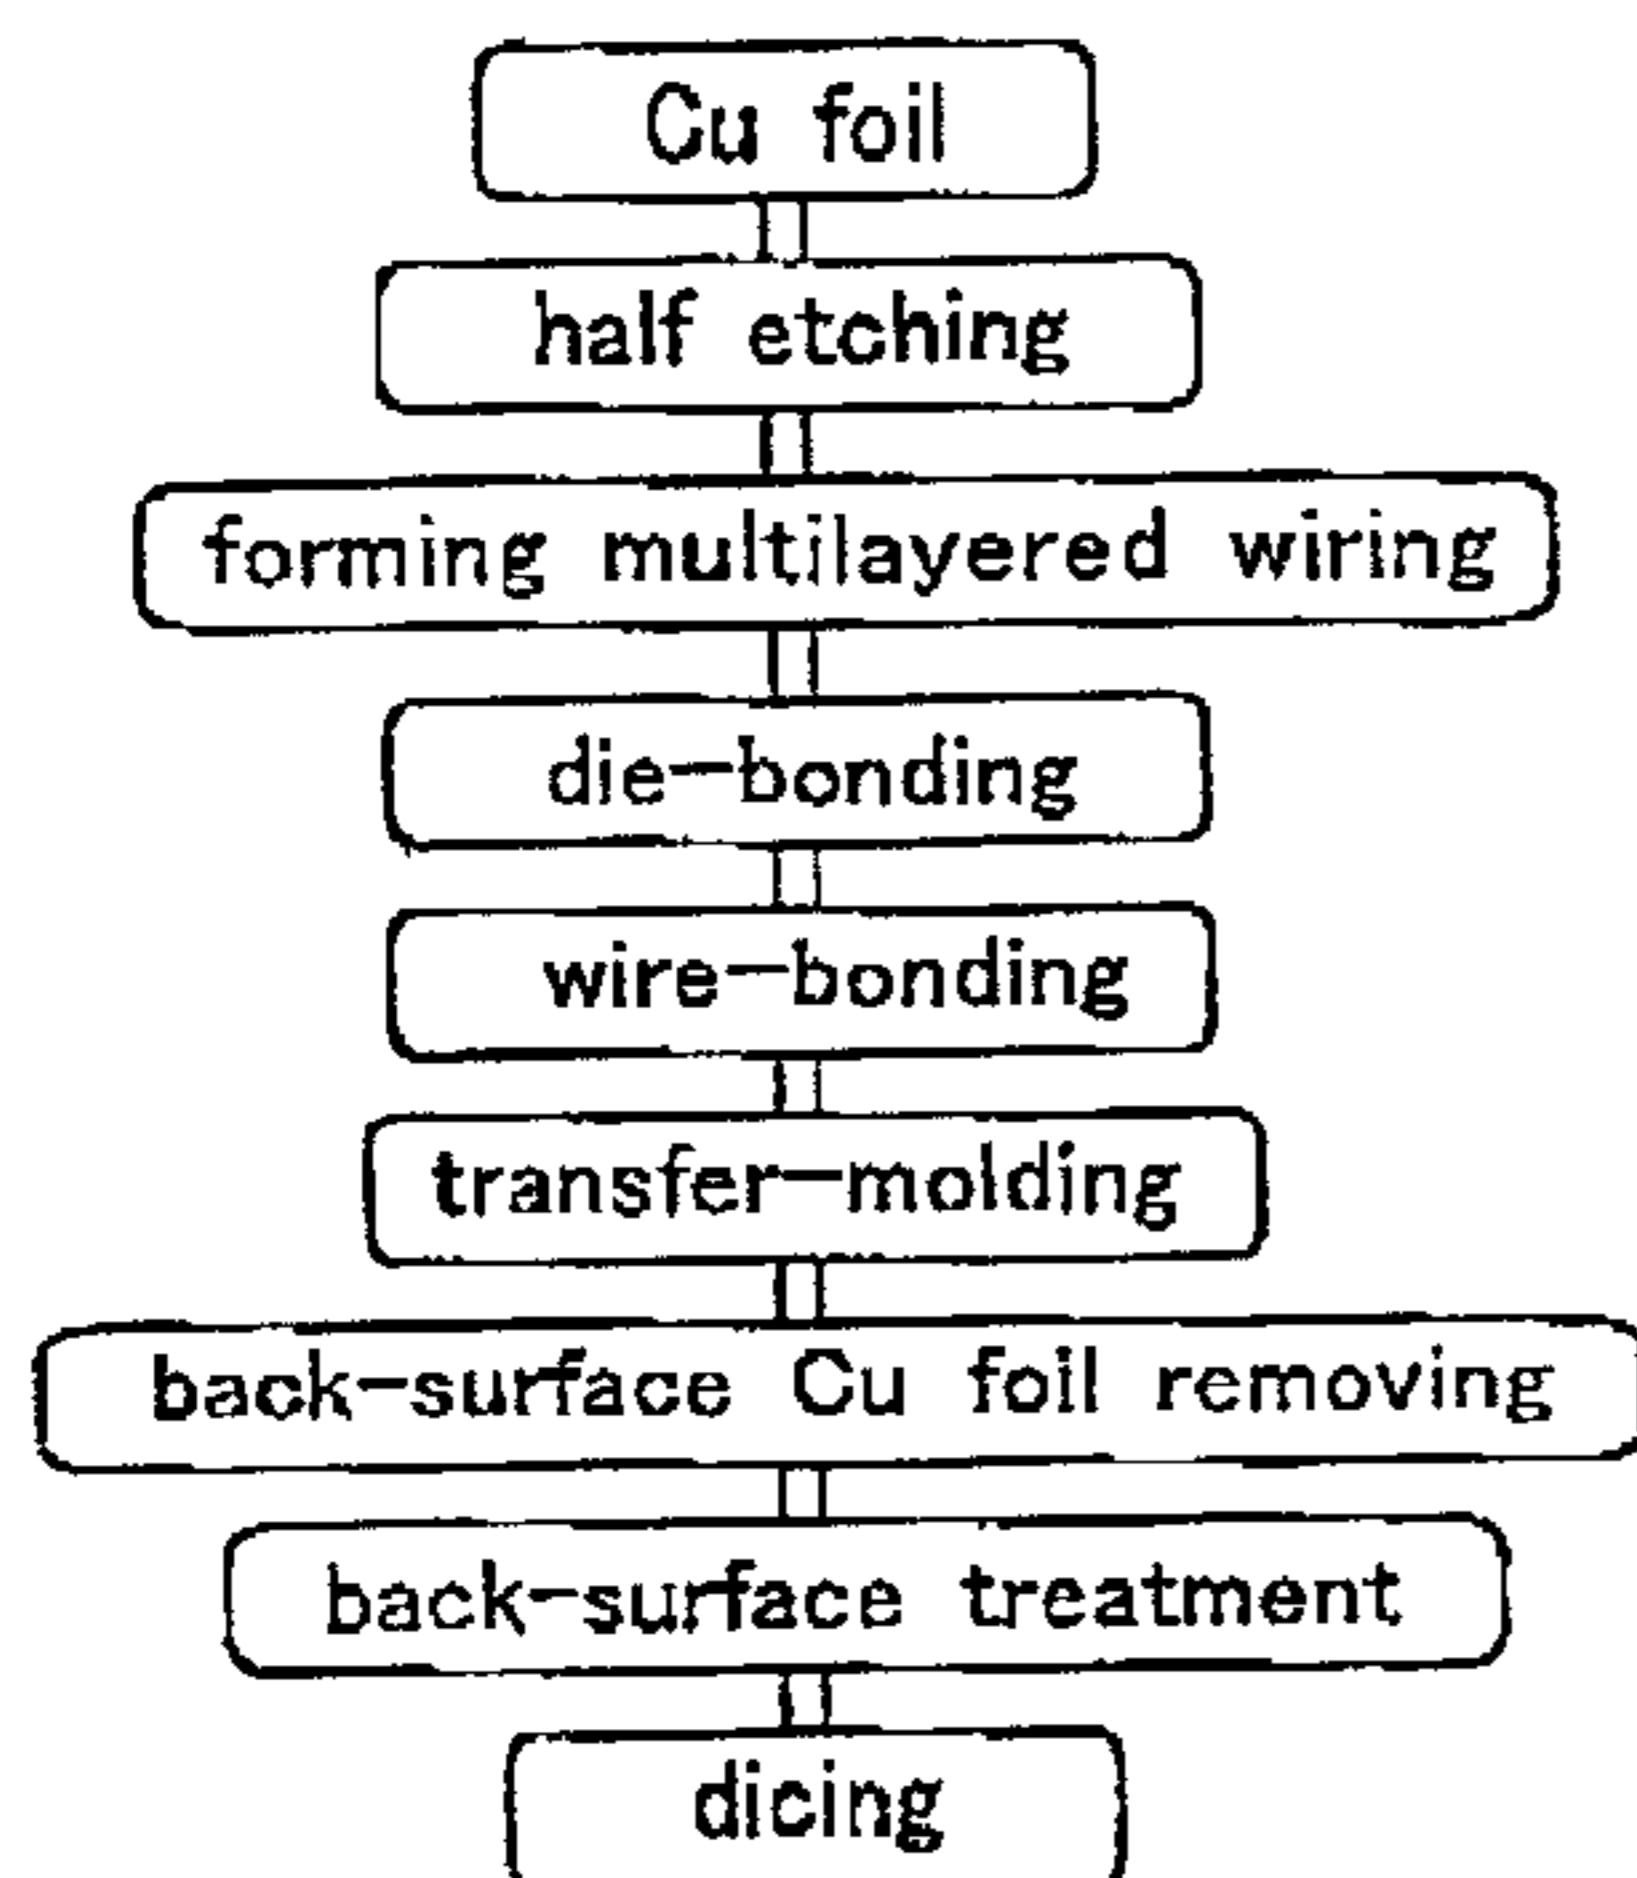 Cu foil
half etching
forming multilayered wiring
die-bonding
wire-bonding
transfer-molding
back-surface Cu foil removing
back-surface treatment
dicing